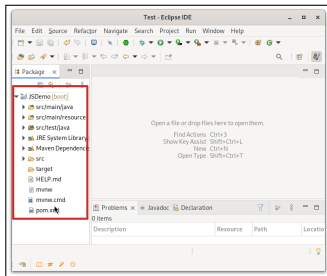 Test - Eclipse IDE
File Edit Source Refactor Navigate Search Project Run Window Help
Package
JSDemo [boot]
src/main/java
src/main/resource
src/test/java
JRE System Library
Maven Dependencie
src
target
HELP.md
mvnw
mvnw.cmd
pom.xml
Open a file or drop files here to open them.
Find Actions Ctrl+3
Show Key Assist Shift+Ctrl+L
New Ctrl+N
Open Type Shift+Ctrl+T
Problems Javadoc Declaration
0 items
Description Resource Path Locatio